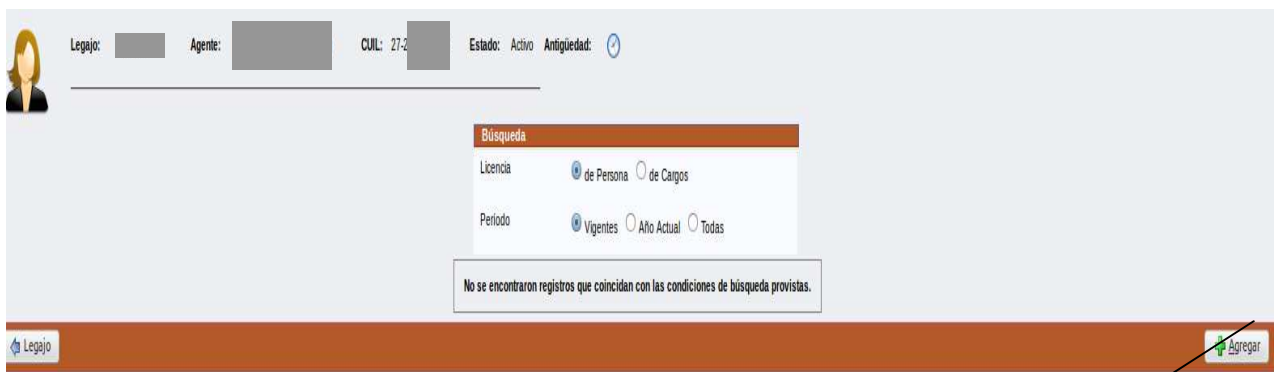 Legajo: Agente: CUIL: 27-2 Estado: Activo Antigüedad:
Búsqueda
Licencia de Persona de Cargos
Período Vigentes Año Actual Todas
No se encontraron registros que coincidan con las condiciones de búsqueda provistas.
Legajo Agregar